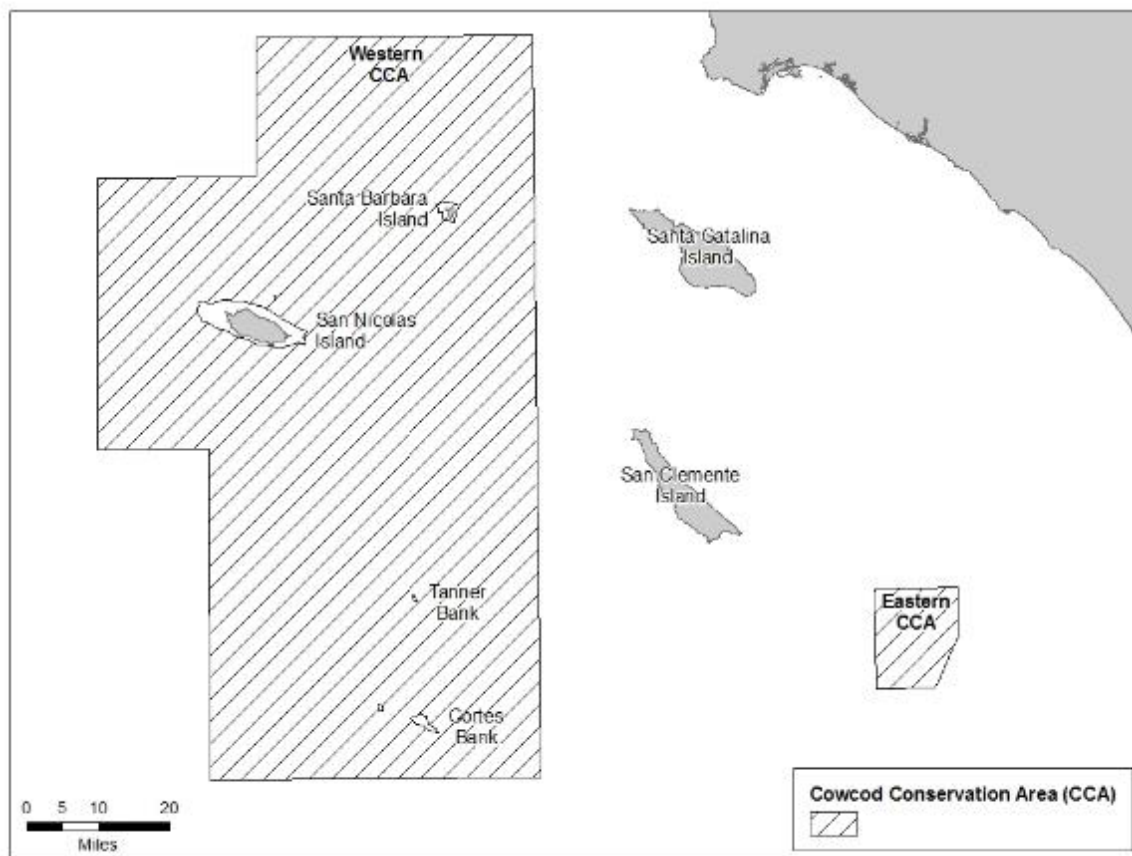 Western
CCA
Santa Barbara
Island
Santa Catalina
Island
San Nicolas
Island
San Clemente
Island
Tanner
Bank
Eastern
CCA
Cortes
Bank
0 5 10 20
Miles
Cowcod Conservation Area (CCA)